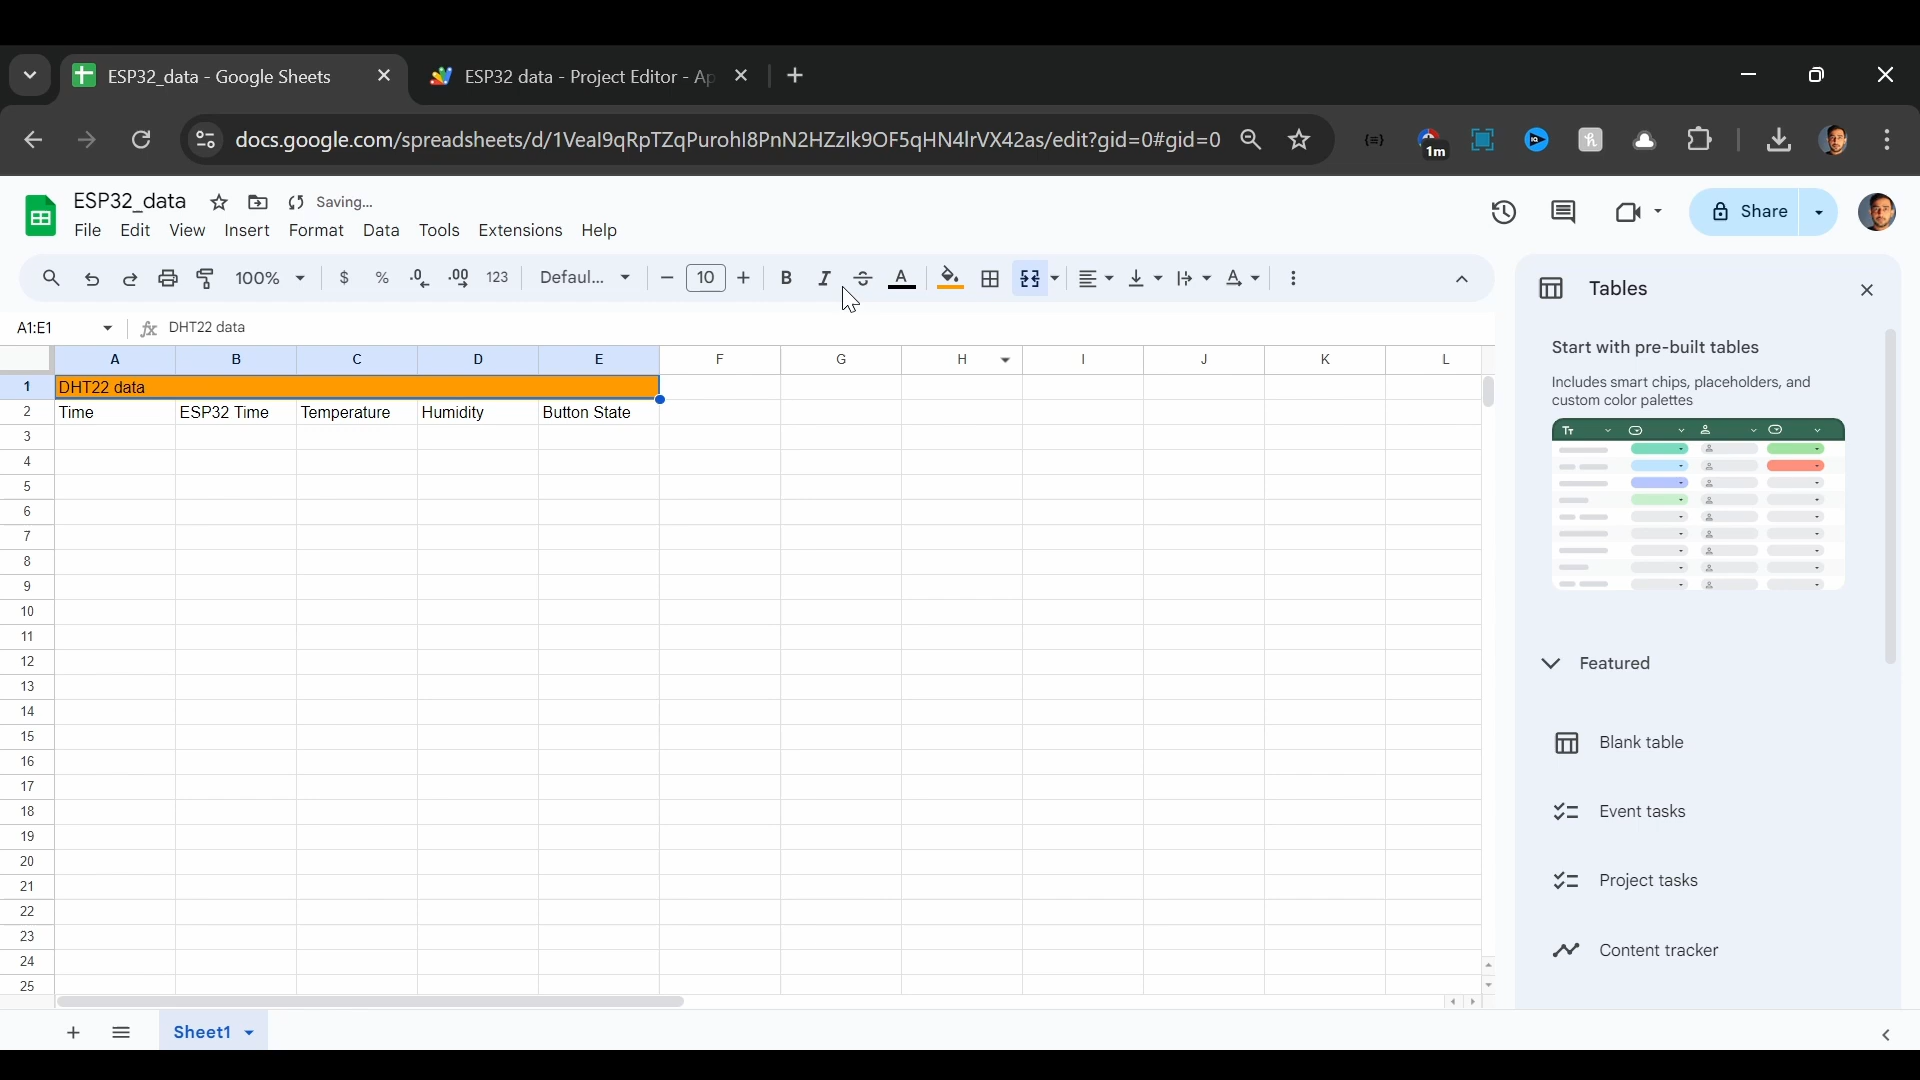 ESP32_data - Google Sheets
ESP32 data - Project Editor - Ap
docs.google.com/spreadsheets/d/1Veal9qRpTZqPurohl8PnN2HZzlk9OF5qHN4lrVX42as/edit?gid=0#gid=0
{=}
1m
ESP32_data
Saving...
File Edit View Insert Format Data Tools Extensions Help
Share
100% $ % .0 .00 123 Defaul... 10 B I S A
A1:E1
fx DHT22 data
A B C D E F G H I J K L
1 DHT22 data
2 Time ESP32 Time Temperature Humidity Button State
3
4
5
6
7
8
9
10
11
12
13
14
15
16
17
18
19
20
21
22
23
24
25
Sheet1
Tables
Start with pre-built tables
Includes smart chips, placeholders, and
custom color palettes
Tт
Featured
Blank table
Event tasks
Project tasks
Content tracker